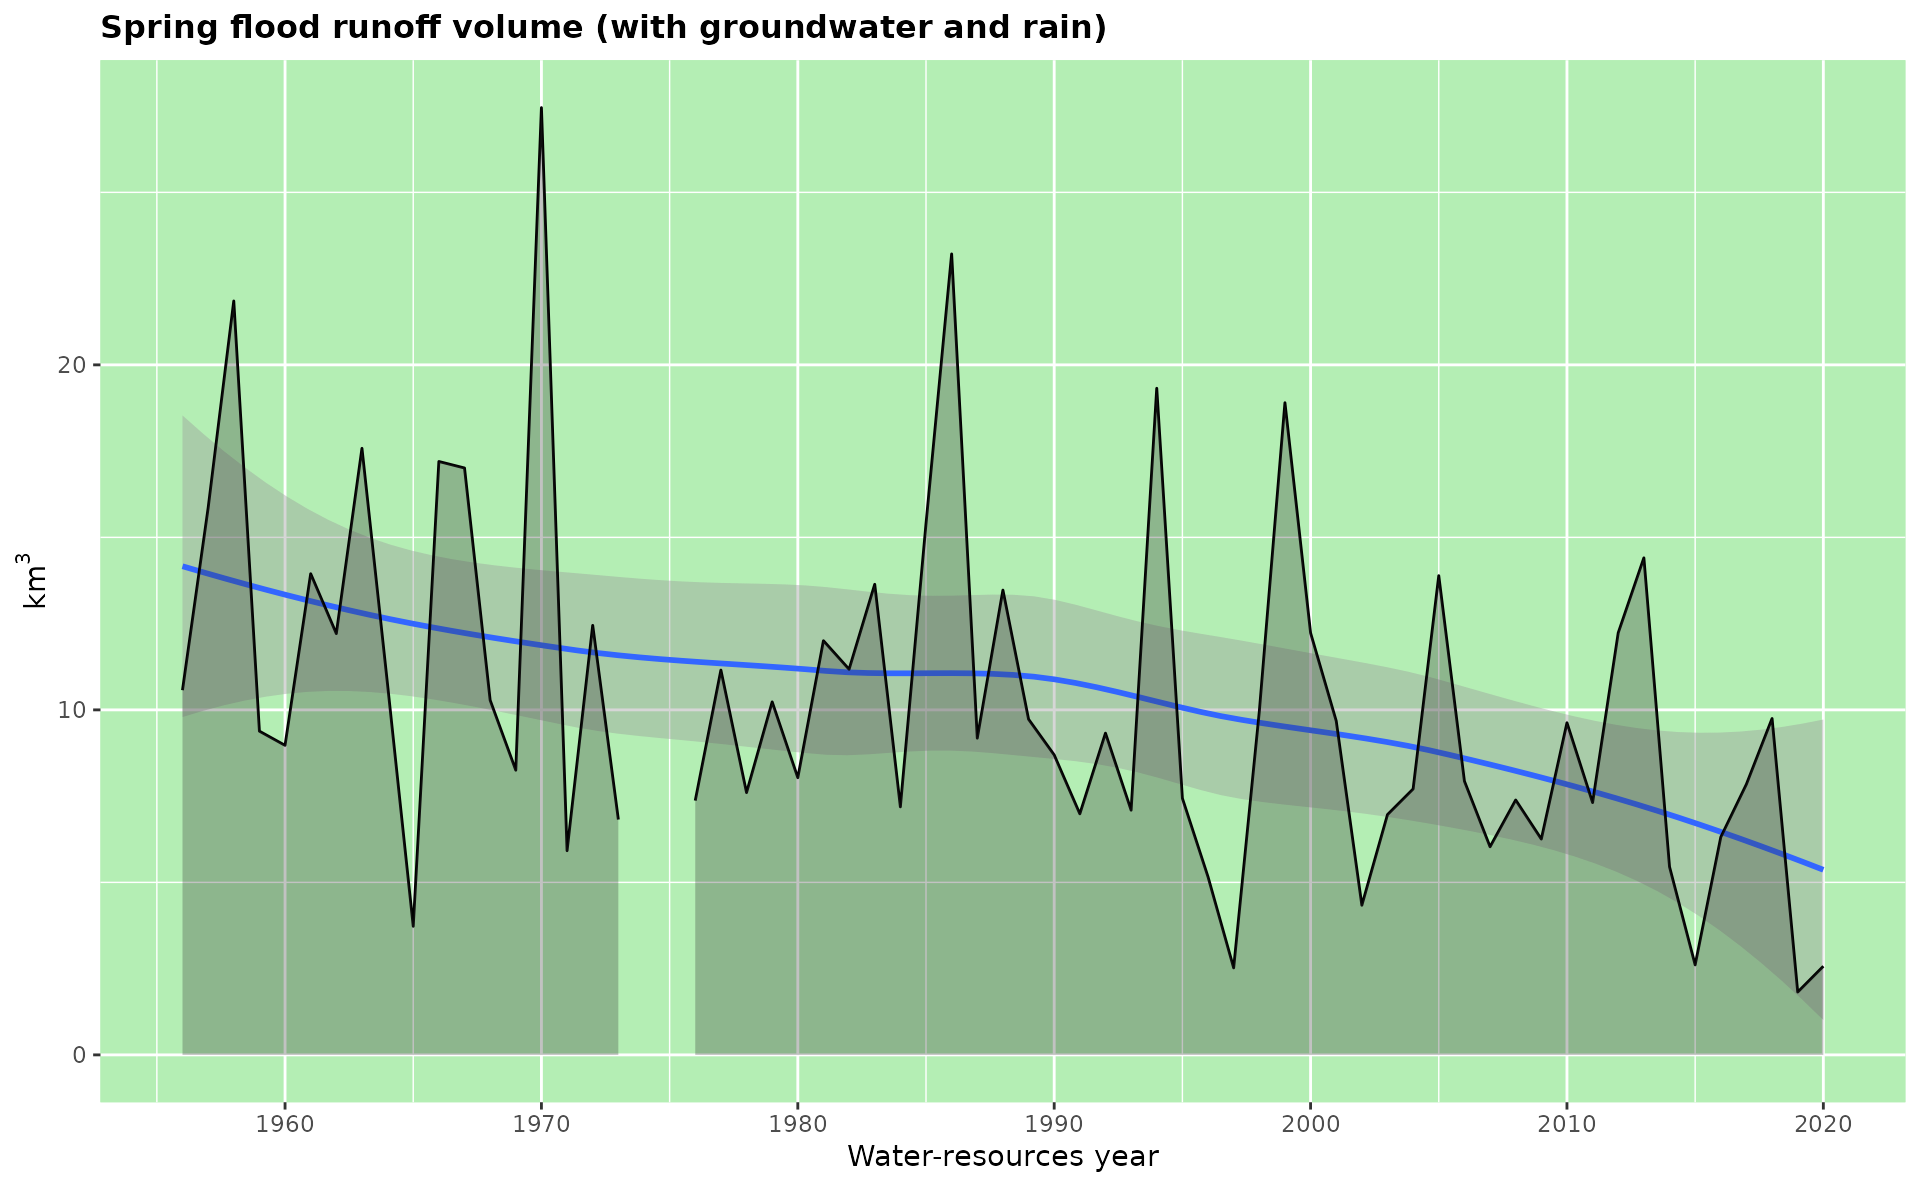 Spring flood runoff volume (with groundwater and rain)
km³
20
10
0
1960 1970 1980 1990 2000 2010 2020
Water-resources year